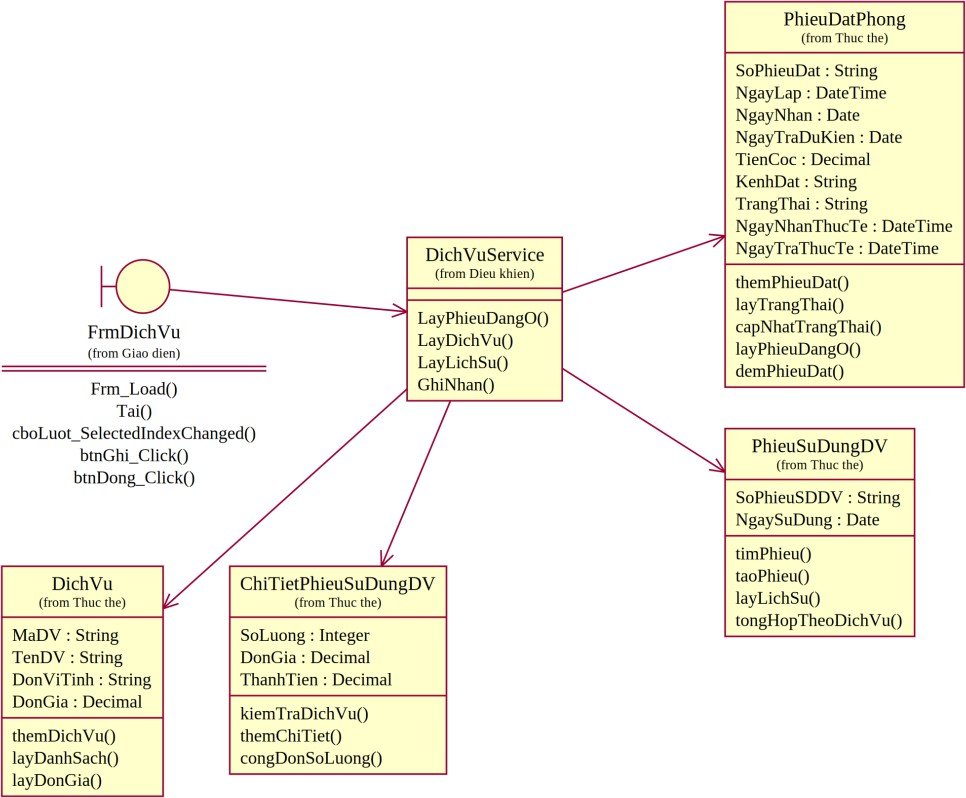 PhieuDatPhong
(from Thuc the)
SoPhieuDat : String
NgayLap : DateTime
NgayNhan : Date
NgayTraDuKien : Date
TienCoc : Decimal
KenhDat : String
TrangThai : String
NgayNhanThucTe : DateTime
NgayTraThucTe : DateTime
themPhieuDat()
layTrangThai()
capNhatTrangThai()
layPhieuDangO()
demPhieuDat()
DichVuService
(from Dieu khien)
LayPhieuDangO()
LayDichVu()
LayLichSu()
GhiNhan()
FrmDichVu
(from Giao dien)
Frm_Load()
Tai()
cboLuot_SelectedIndexChanged()
btnGhi_Click()
btnDong_Click()
PhieuSuDungDV
(from Thuc the)
SoPhieuSDDV : String
NgaySuDung : Date
timPhieu()
taoPhieu()
layLichSu()
tongHopTheoDichVu()
DichVu
(from Thuc the)
MaDV : String
TenDV : String
DonViTinh : String
DonGia : Decimal
themDichVu()
layDanhSach()
layDonGia()
ChiTietPhieuSuDungDV
(from Thuc the)
SoLuong : Integer
DonGia : Decimal
ThanhTien : Decimal
kiemTraDichVu()
themChiTiet()
congDonSoLuong()